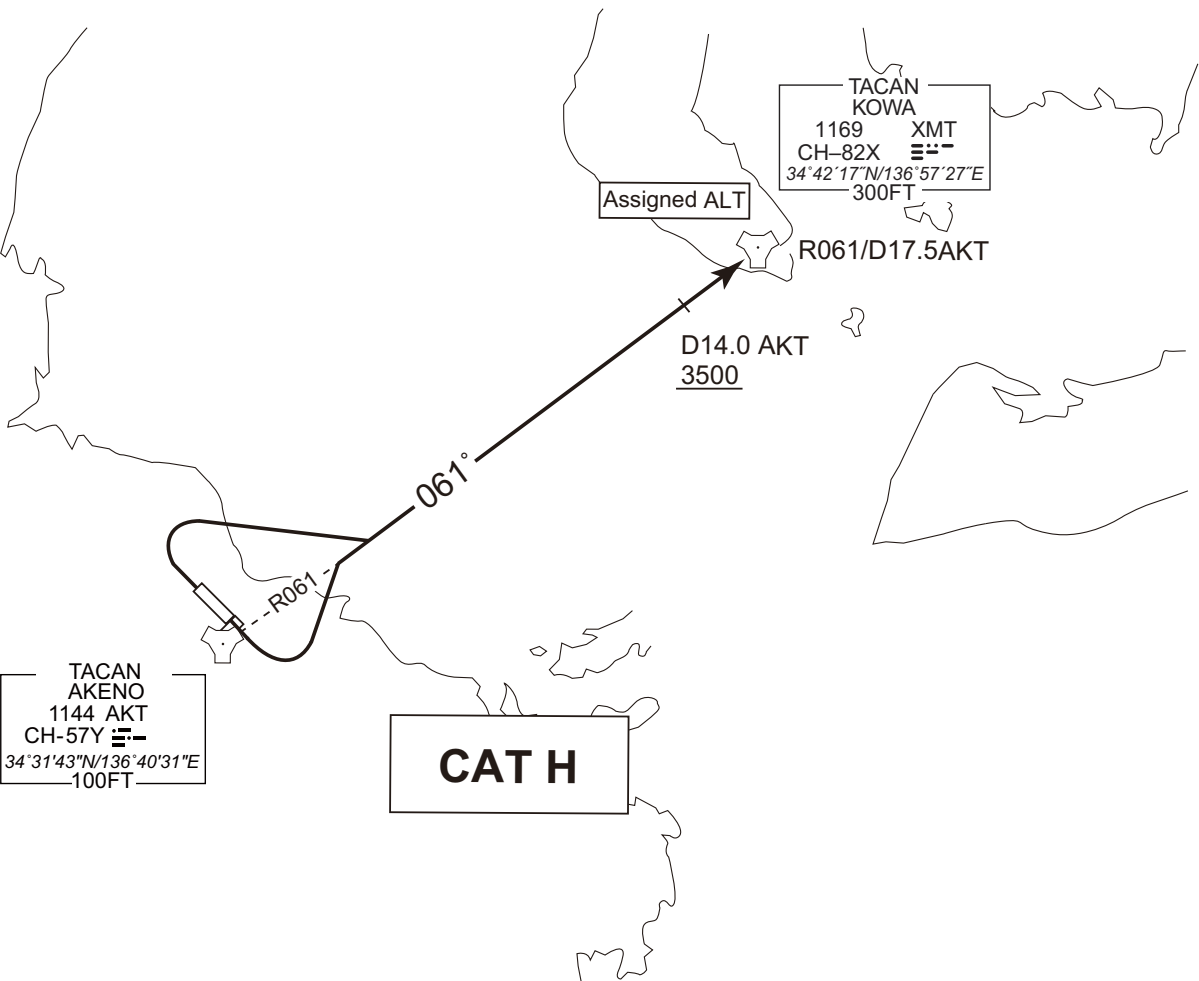 TACAN
KOWA
1169 XMT
CH–82X
34°42′17″N/136°57′27″E
300FT
Assigned ALT
R061/D17.5AKT
D14.0 AKT
3500
061°
R061
TACAN
AKENO
1144 AKT
CH-57Y
34°31'43"N/136°40'31"E
100FT
CAT H